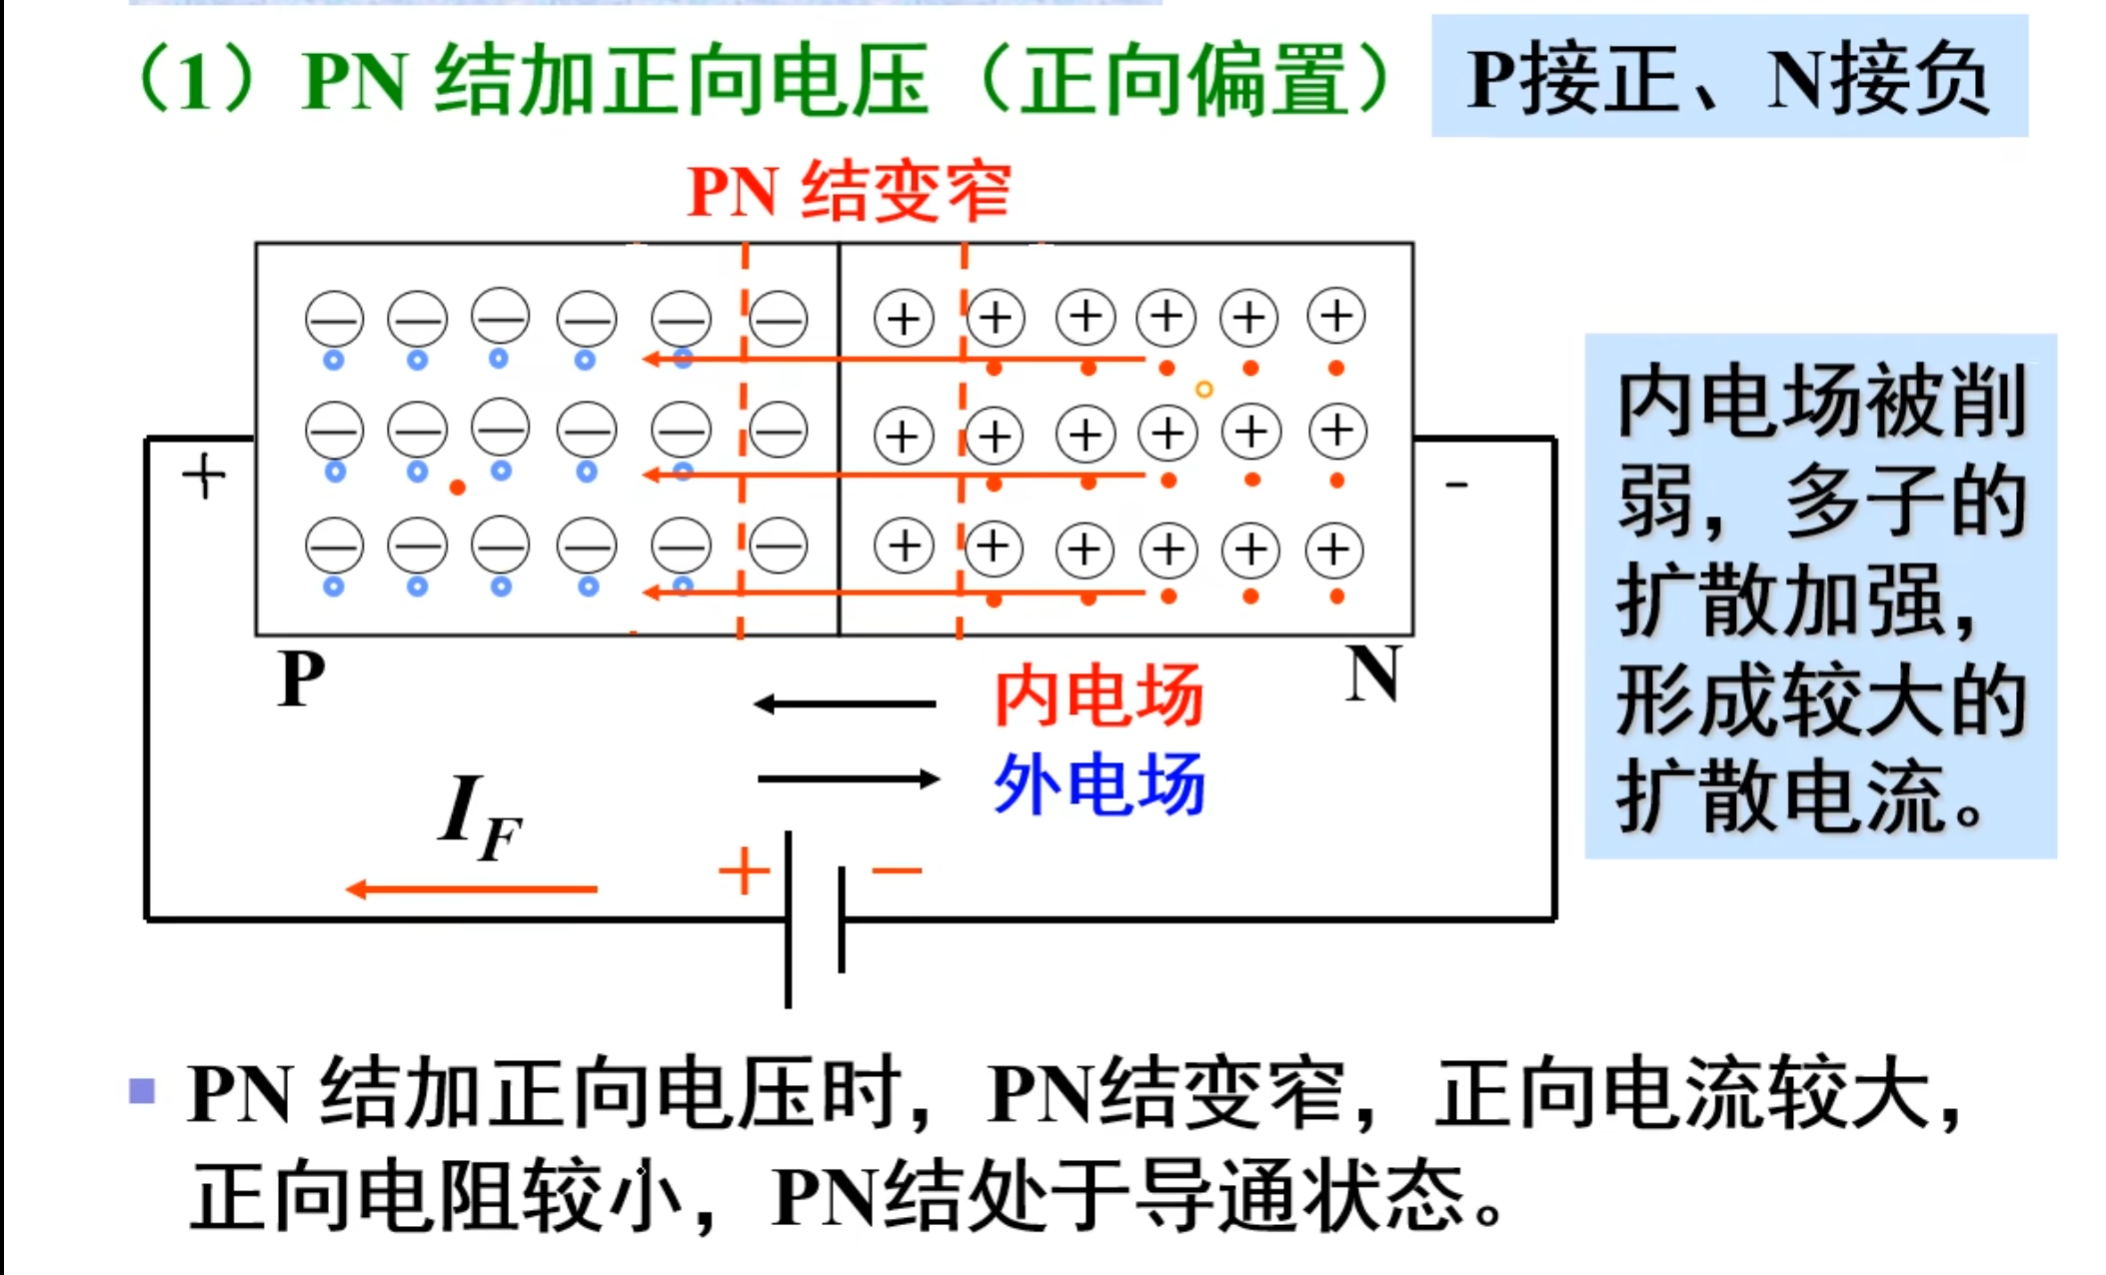 （1）PN 结加正向电压（正向偏置）
P接正、N接负
PN 结变窄
+
-
P
N
内电场
外电场
内电场被削
弱，多子的
扩散加强，
形成较大的
扩散电流。
I_F
+ −
PN 结加正向电压时，PN结变窄，正向电流较大，
正向电阻较小，PN结处于导通状态。